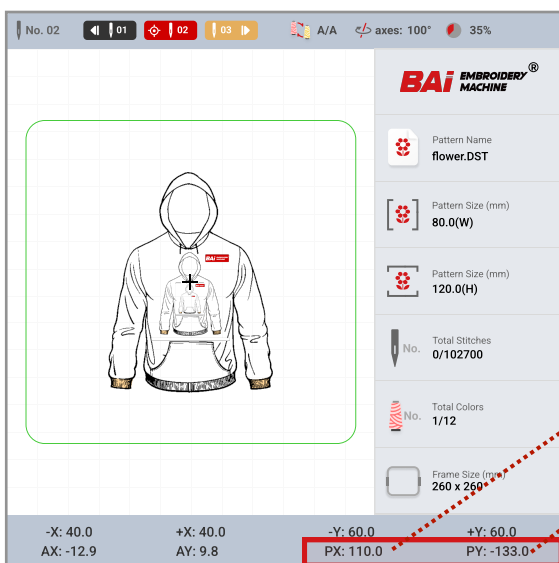 No. 02
01
02
03
A/A
axes: 100°
35%
BAi EMBROIDERY MACHINE ®
Pattern Name
flower.DST
Pattern Size (mm)
80.0(W)
Pattern Size (mm)
120.0(H)
No.
Total Stitches
0/102700
No.
Total Colors
1/12
Frame Size (mm)
260 x 260
BAi
-X: 40.0
+X: 40.0
-Y: 60.0
+Y: 60.0
AX: -12.9
AY: 9.8
PX: 110.0
PY: -133.0